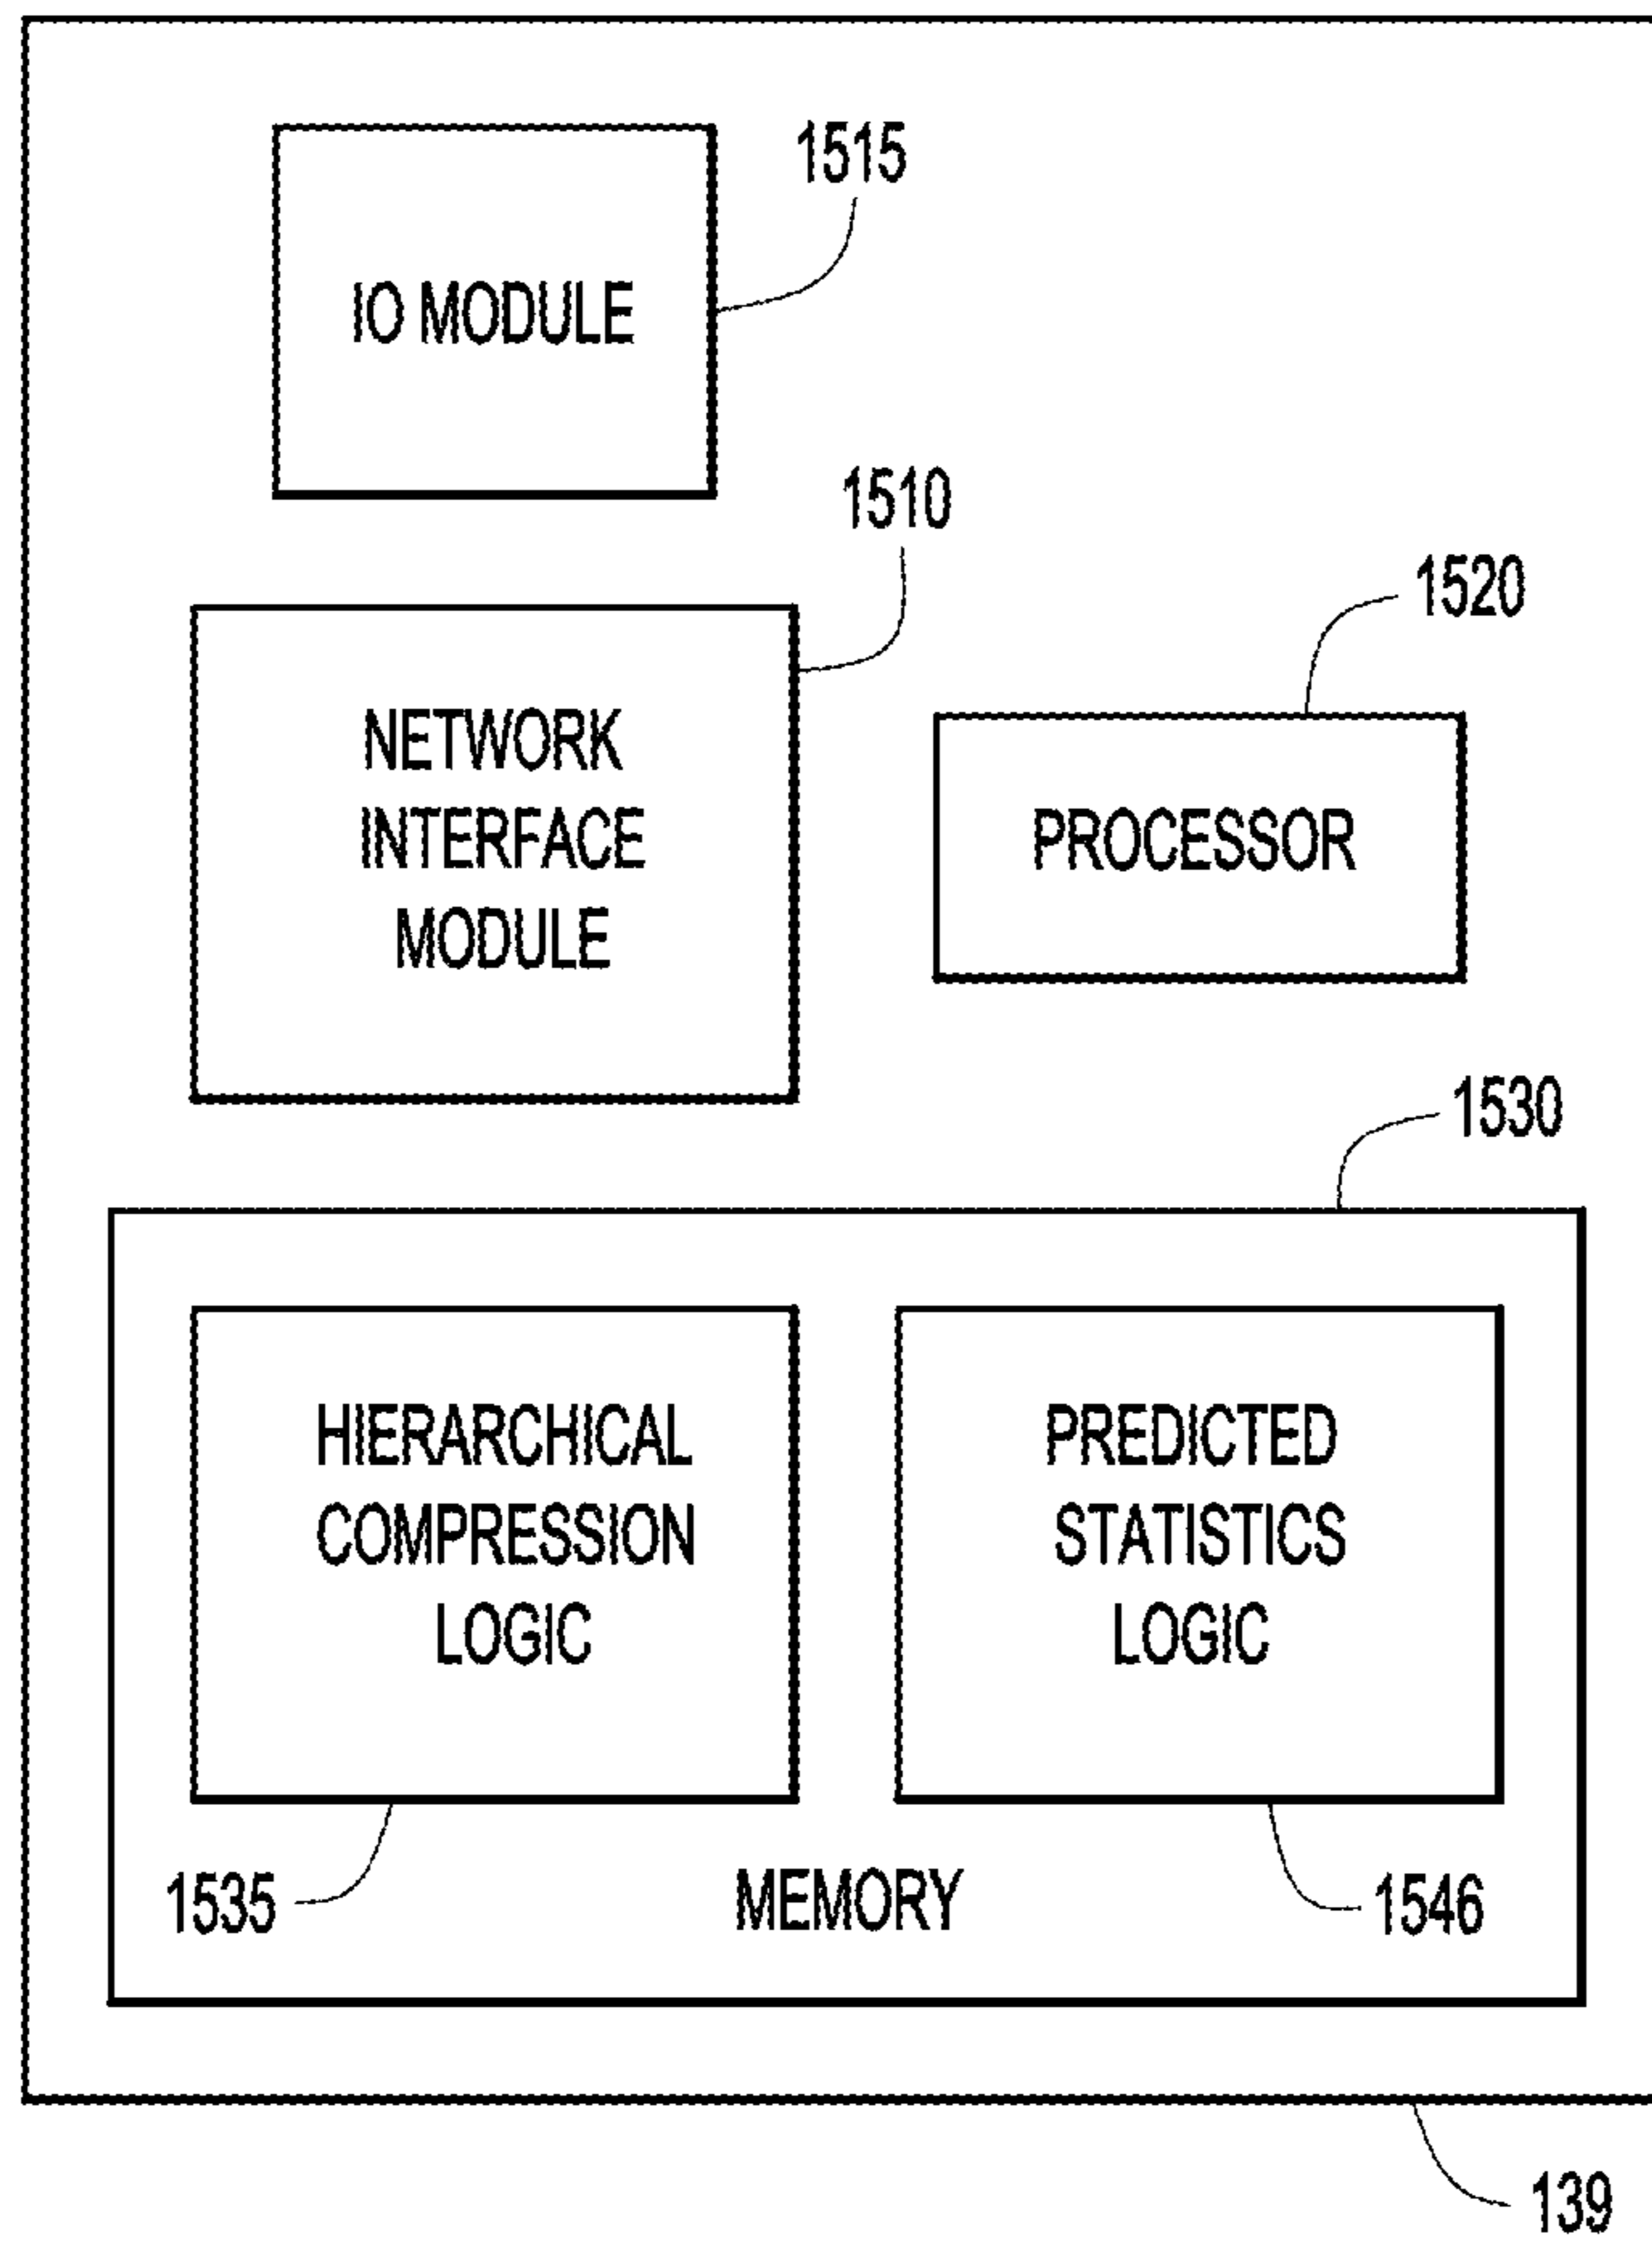 1515
IO MODULE
1510
1520
NETWORK
INTERFACE
MODULE
PROCESSOR
1530
HIERARCHICAL
COMPRESSION
LOGIC
PREDICTED
STATISTICS
LOGIC
1535
MEMORY
1546
139